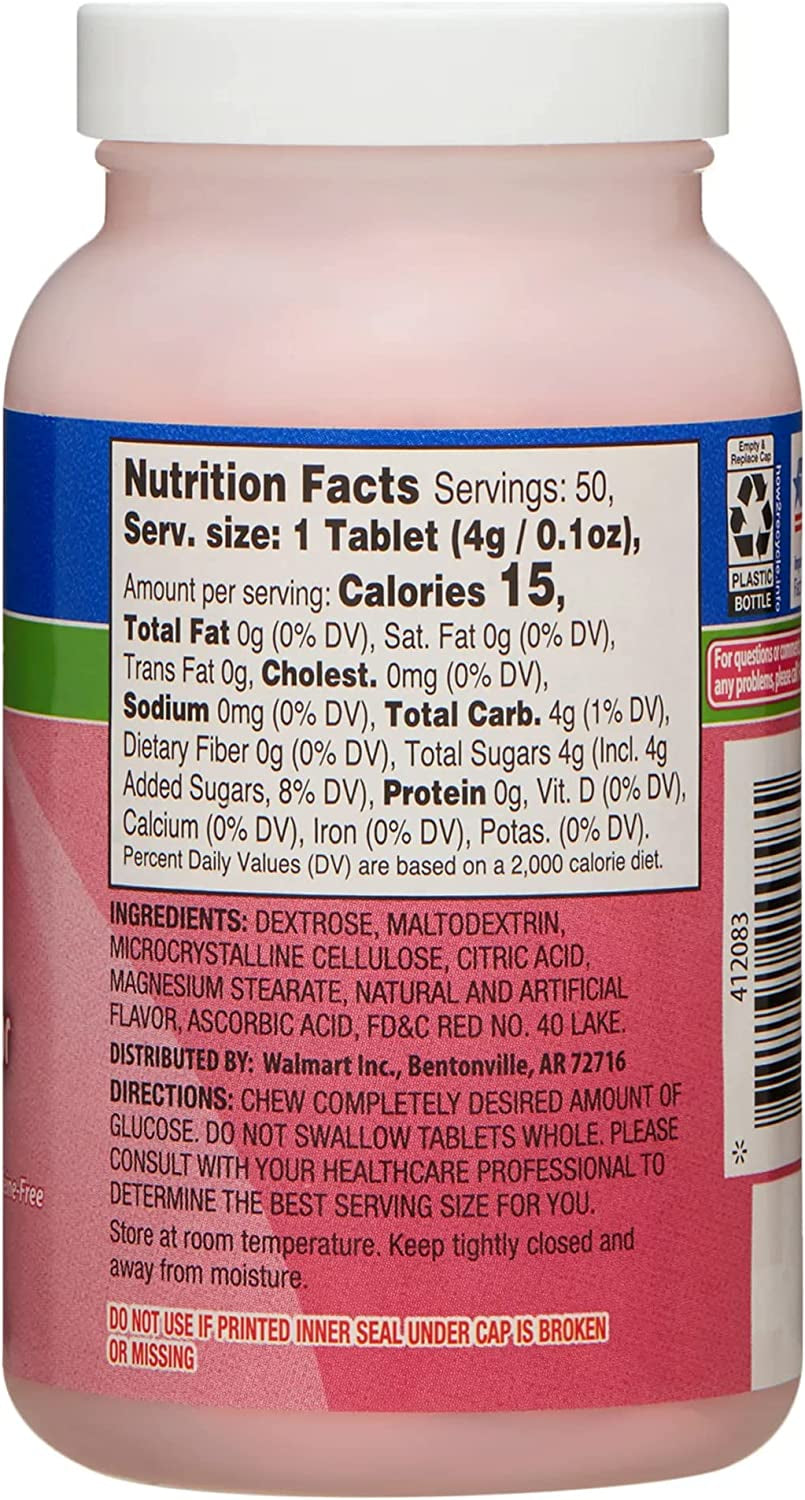 Nutrition Facts Servings: 50,
Serv. size: 1 Tablet (4g / 0.1oz),
Amount per serving: Calories 15,
Total Fat 0g (0% DV), Sat. Fat 0g (0% DV),
Trans Fat 0g, Cholest. 0mg (0% DV),
Sodium 0mg (0% DV), Total Carb. 4g (1% DV),
Dietary Fiber 0g (0% DV), Total Sugars 4g (Incl. 4g
Added Sugars, 8% DV), Protein 0g, Vit. D (0% DV),
Calcium (0% DV), Iron (0% DV), Potas. (0% DV).
Percent Daily Values (DV) are based on a 2,000 calorie diet.
INGREDIENTS: DEXTROSE, MALTODEXTRIN,
MICROCRYSTALLINE CELLULOSE, CITRIC ACID,
MAGNESIUM STEARATE, NATURAL AND ARTIFICIAL
FLAVOR, ASCORBIC ACID, FD&C RED NO. 40 LAKE.
DISTRIBUTED BY: Walmart Inc., Bentonville, AR 72716
DIRECTIONS: CHEW COMPLETELY DESIRED AMOUNT OF
GLUCOSE. DO NOT SWALLOW TABLETS WHOLE. PLEASE
CONSULT WITH YOUR HEALTHCARE PROFESSIONAL TO
DETERMINE THE BEST SERVING SIZE FOR YOU.
Store at room temperature. Keep tightly closed and
away from moisture.
DO NOT USE IF PRINTED INNER SEAL UNDER CAP IS BROKEN
OR MISSING
Empty &
Replace Cap
PLASTIC
BOTTLE
how2recycle.info
For questions or
any problems, please call
412083